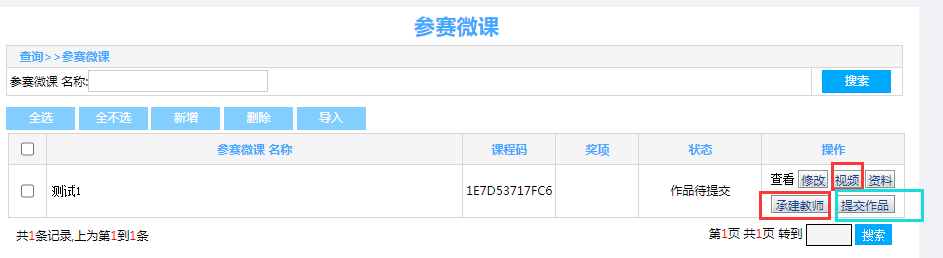 参赛微课
查询>>参赛微课
参赛微课 名称: 搜索
全选 全不选 新增 删除 导入
参赛微课 名称 课程码 奖项 状态 操作
测试1 1E7D53717FC6 作品待提交 查看 修改 视频 资料
承建教师 提交作品
共1条记录,上为第1到1条 第1页 共1页 转到 搜索